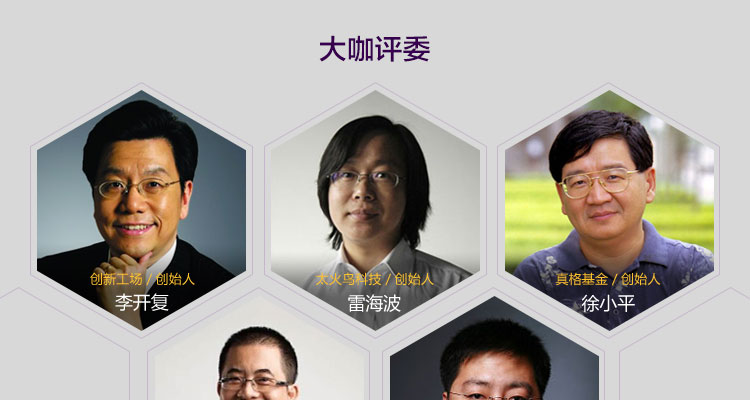 大咖评委
创新工场 / 创始人
李开复
太火鸟科技 / 创始人
雷海波
真格基金 / 创始人
徐小平